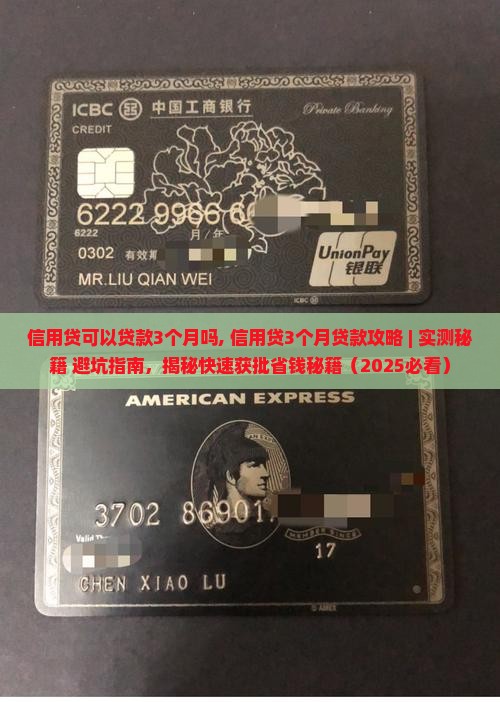 ICBC 中国工商银行 Private Banking
CREDIT
6222 9966 6
6222
月/年
0302 有效期
UnionPay
银联
MR.LIU QIAN WEI
ICBC
信用贷可以贷款3个月吗, 信用贷3个月贷款攻略 | 实测秘
籍 避坑指南，揭秘快速获批省钱秘籍（2025必看）
AMERICAN EXPRESS
3702 86901
MEMBER SINCE
Valid
17
CHEN XIAO LU
© AMEX